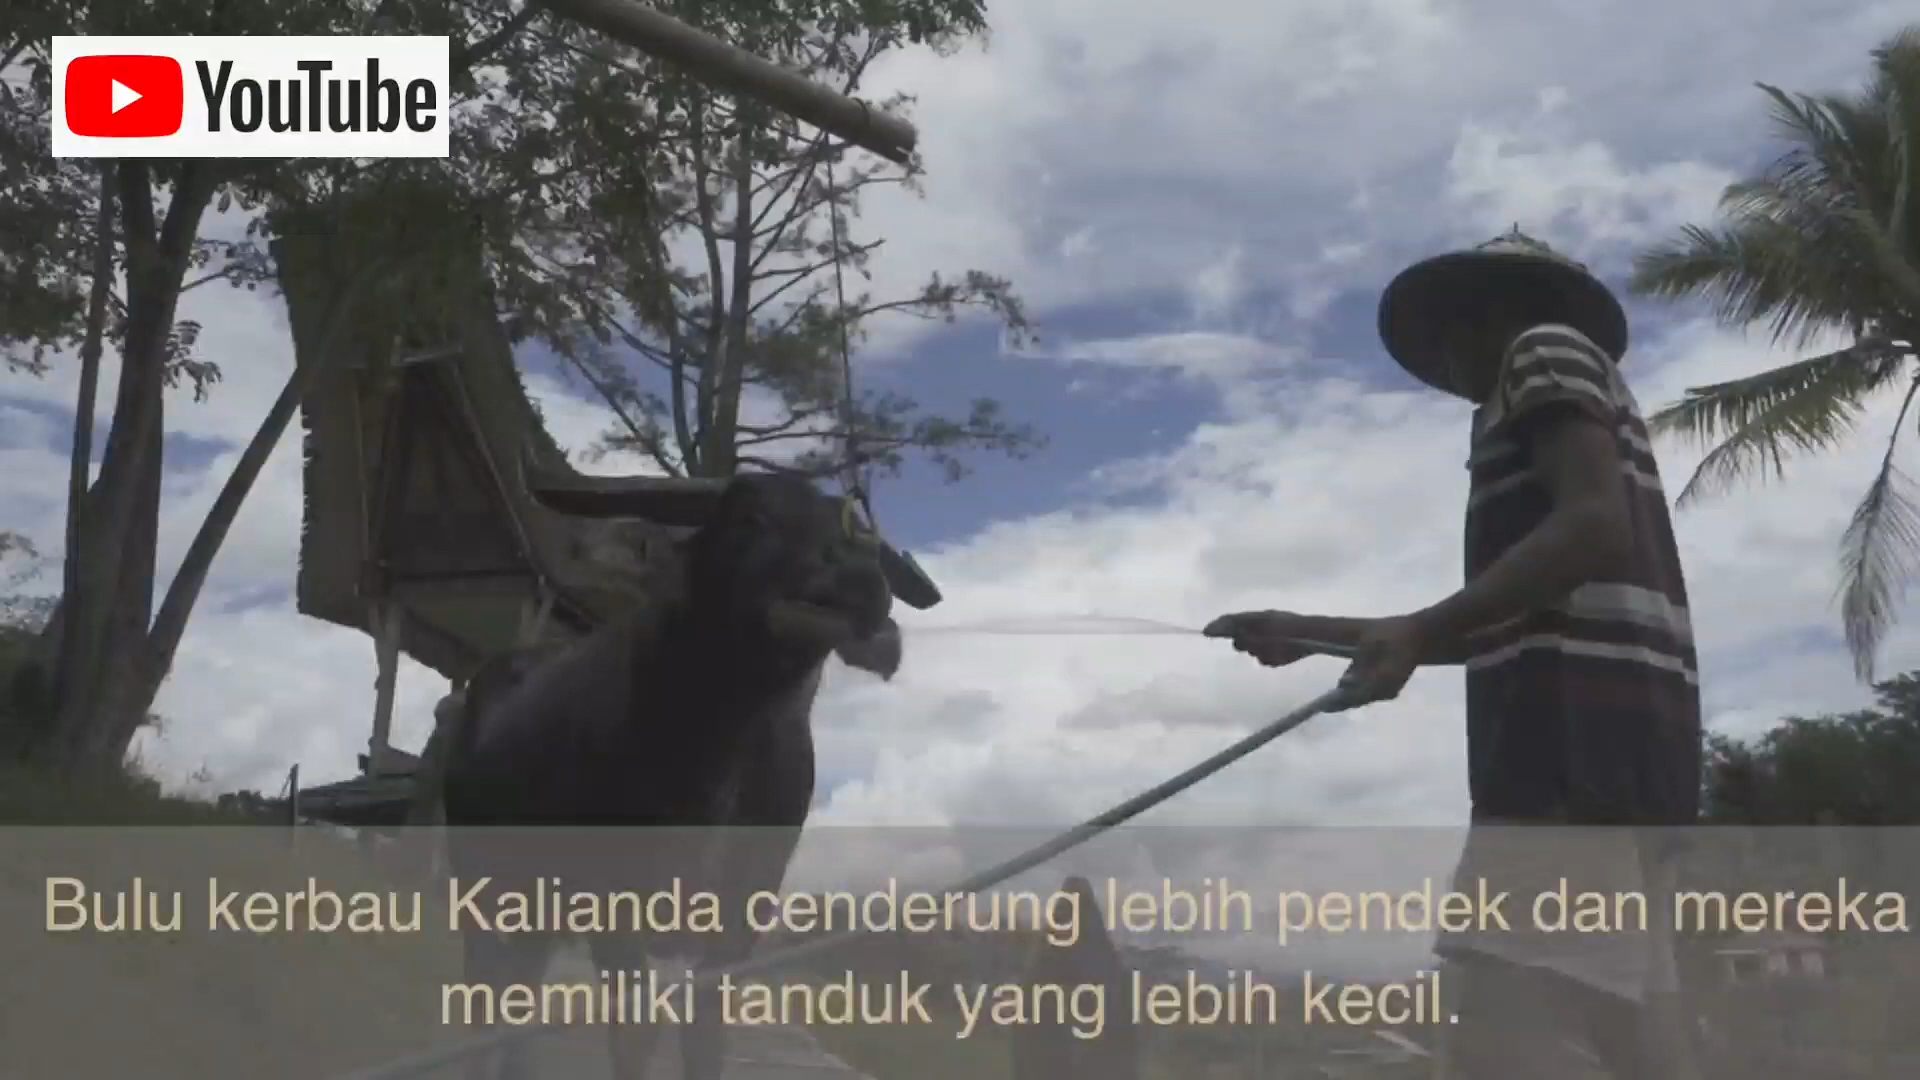 YouTube
Bulu kerbau Kalianda cenderung lebih pendek dan mereka
memiliki tanduk yang lebih kecil.